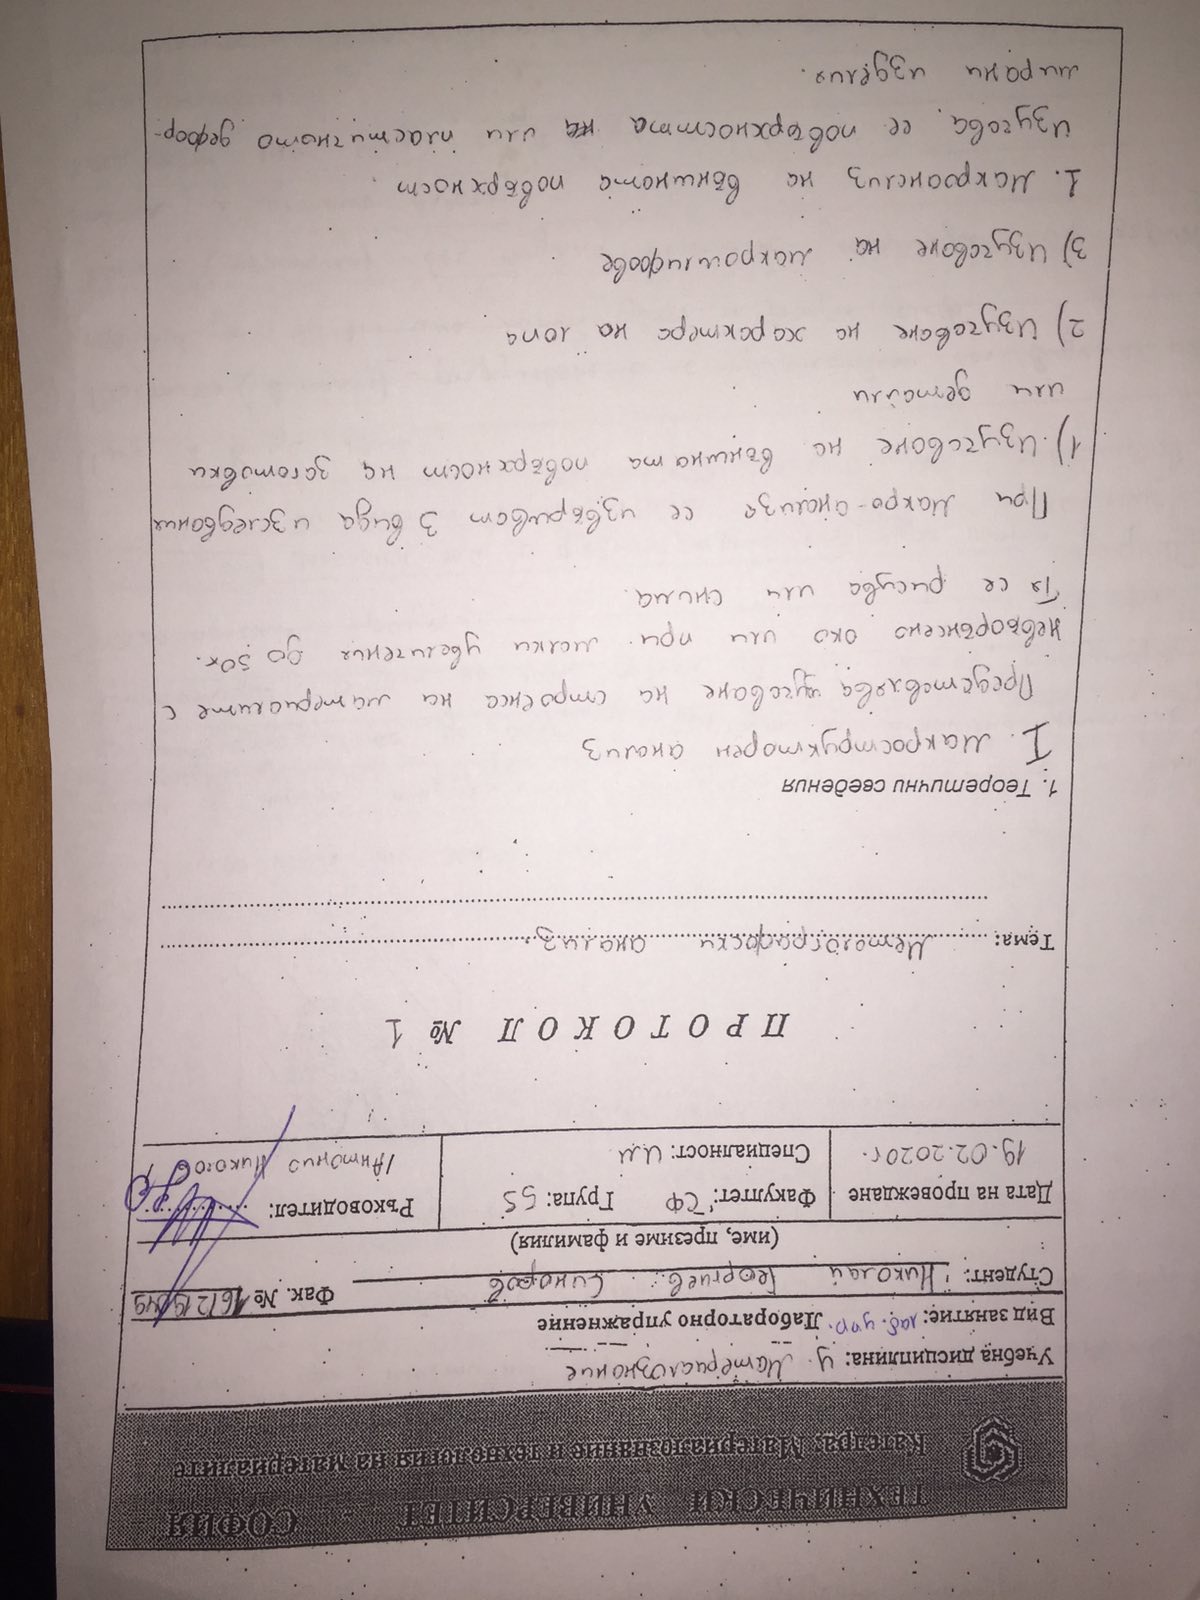 ТЕХНИЧЕСКИ УНИВЕРСИТЕТ - СОФИЯ
Катедра: Материалознание и технология на материалите
Учебна дисциплина: Материалознание
Вид занятие: лаб. упр. Лабораторно упражнение
Студент: Николай Георгиев Синоров Фак. №
(име, презиме и фамилия)
Дата на провеждане Факултет: Група: 55 Ръководител:
19.02.2020г. Специалност: ИМ /Антонио Николов/
ПРОТОКОЛ № 1
Тема: Металографски анализ.
1. Теоретични сведения
I. Макрострукторен анализ
Представлява изучаване на строежа на материалите с
невъоръжено око или при малки увеличения до 50х.
Тя се рисува или снима.
При макро-анализа се извършват 3 вида изследвания
1) Изучаване на външната повърхност на заготовки
или детайли
2) Изучаване на характера на лопа
3) Изучаване на макрошлифове
1. Макроанализ на външната повърхност.
Изучава се повърхността на или пластичното дефор-
мирани изделия.